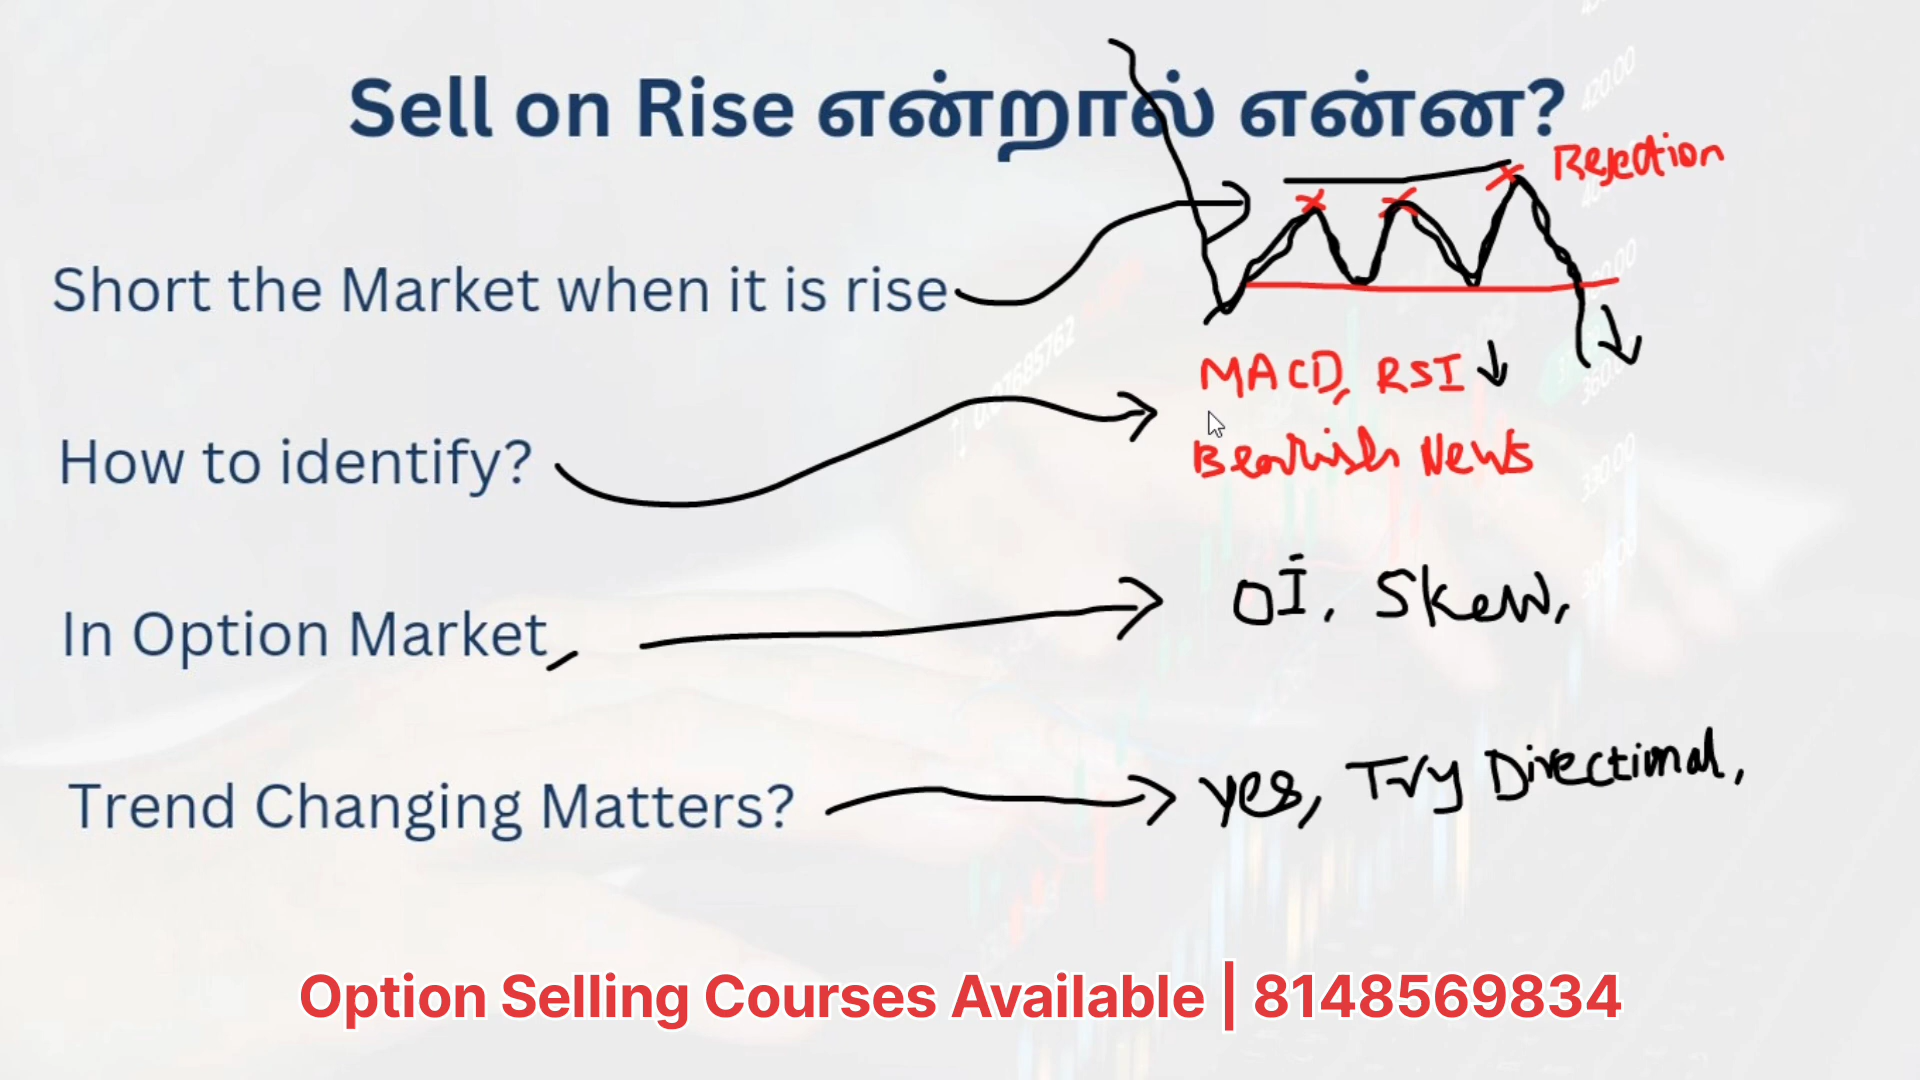 Sell on Rise என்றால் என்ன?
Rejection
Short the Market when it is rise
MACD, RSI
How to identify?
Bearish News
In Option Market,
OI, Skew,
Trend Changing Matters?
yes, Try Directional,
Option Selling Courses Available | 8148569834